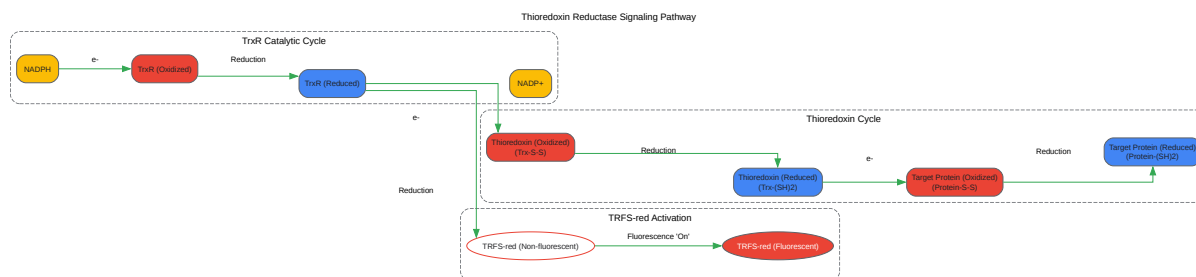 Thioredoxin Reductase Signaling Pathway
TrxR Catalytic Cycle
NADPH
e-
TrxR (Oxidized)
Reduction
TrxR (Reduced)
NADP+
e-
Thioredoxin Cycle
Thioredoxin (Oxidized)
(Trx-S-S)
Reduction
Thioredoxin (Reduced)
(Trx-(SH)2)
e-
Target Protein (Oxidized)
(Protein-S-S)
Reduction
Target Protein (Reduced)
(Protein-(SH)2)
Reduction
TRFS-red Activation
TRFS-red (Non-fluorescent)
Fluorescence 'On'
TRFS-red (Fluorescent)